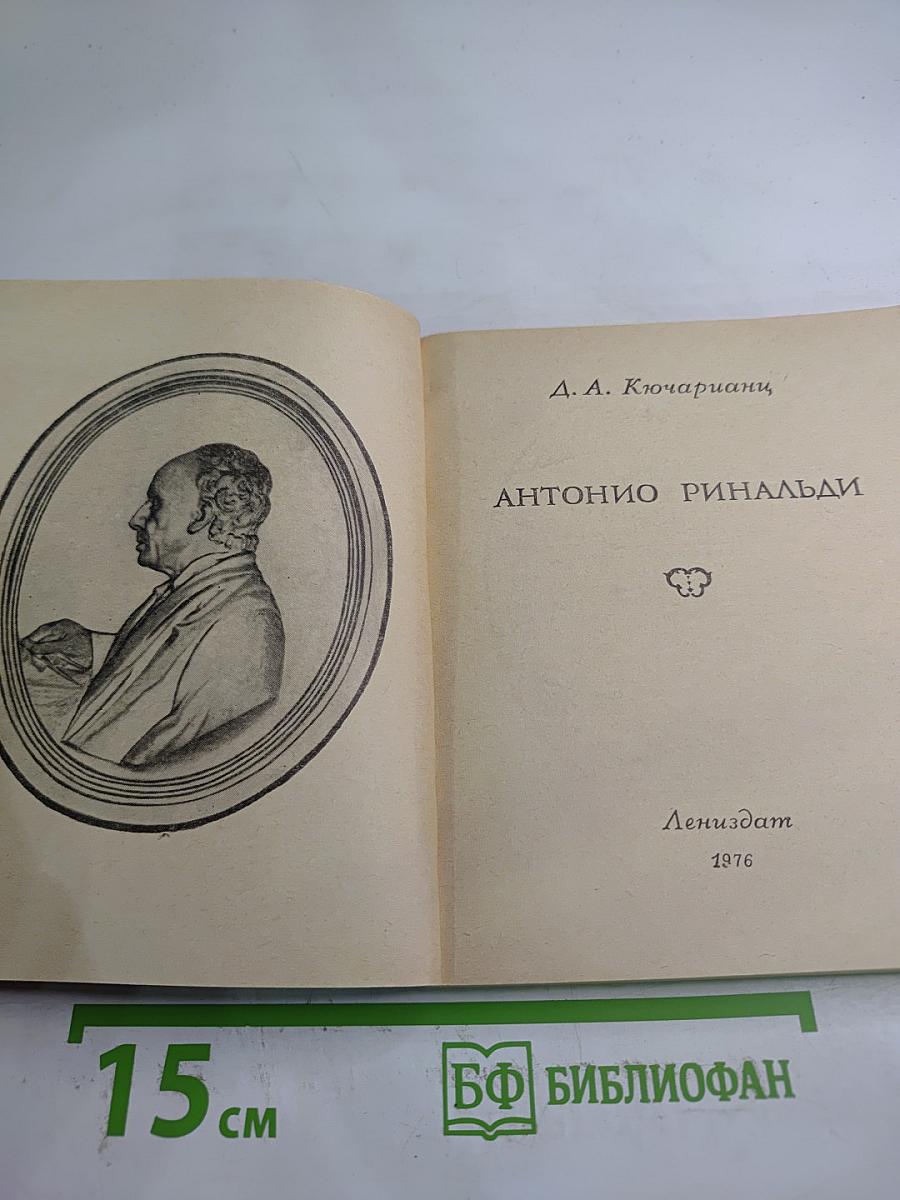 Д. А. Кючарианц
АНТОНИО РИНАЛЬДИ
Лениздат
1976
15 см
БФ БИБЛИОФАН